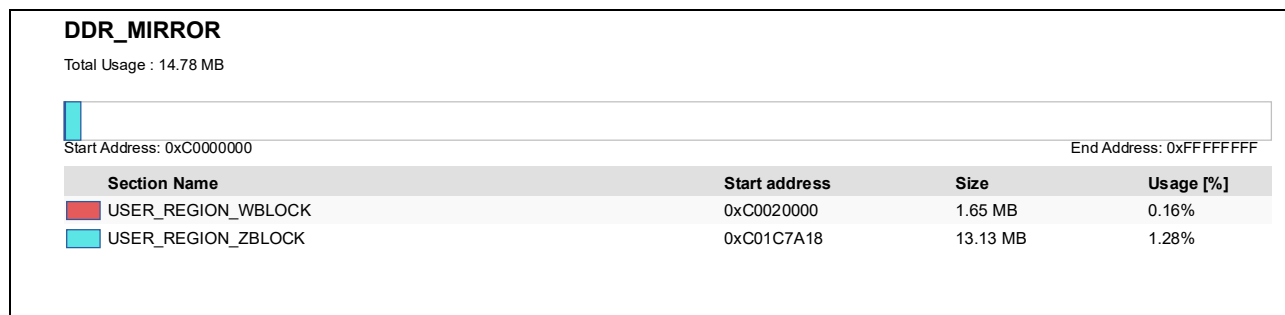 DDR_MIRROR
Total Usage : 14.78 MB
Start Address: 0xC0000000 End Address: 0xFFFFFFFF
Section Name Start address Size Usage [%]
USER_REGION_WBLOCK 0xC0020000 1.65 MB 0.16%
USER_REGION_ZBLOCK 0xC01C7A18 13.13 MB 1.28%